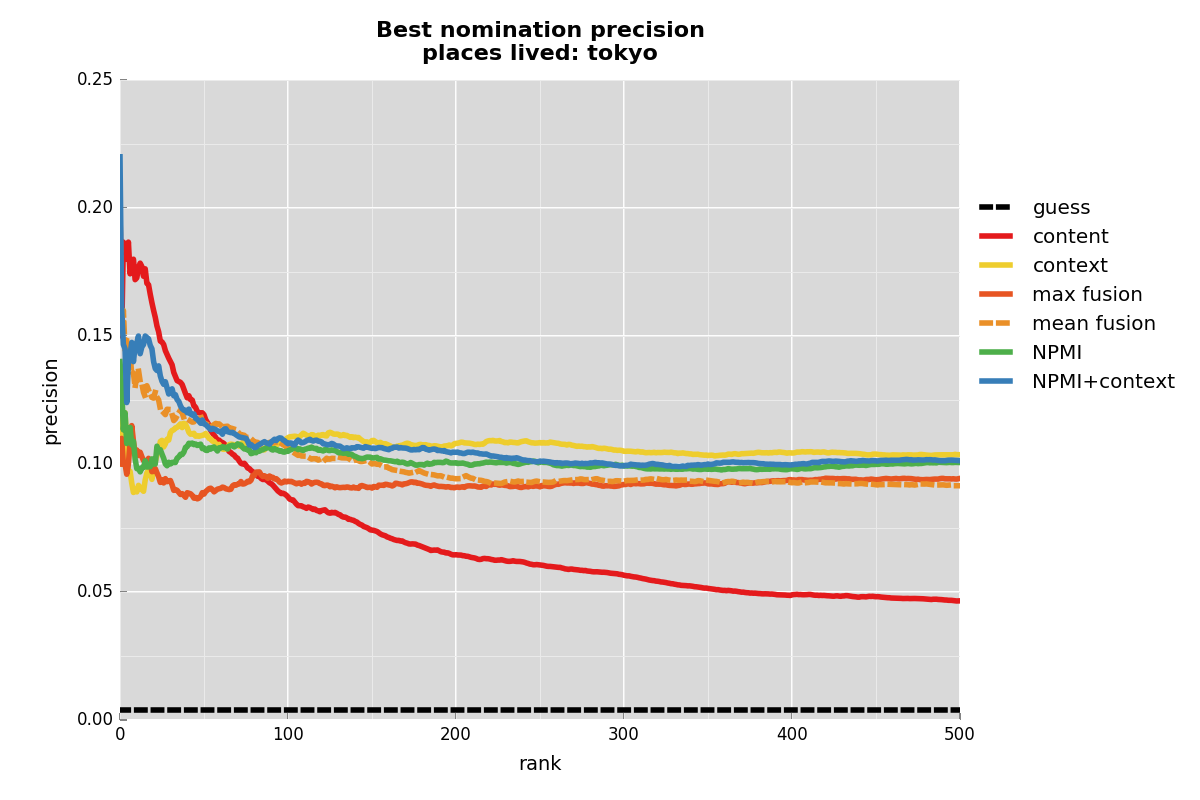 Best nomination precision
places lived: tokyo
0.25
0.20
0.15
0.10
0.05
0.00
precision
0
100
200
300
400
500
rank
guess
content
context
max fusion
mean fusion
NPMI
NPMI+context